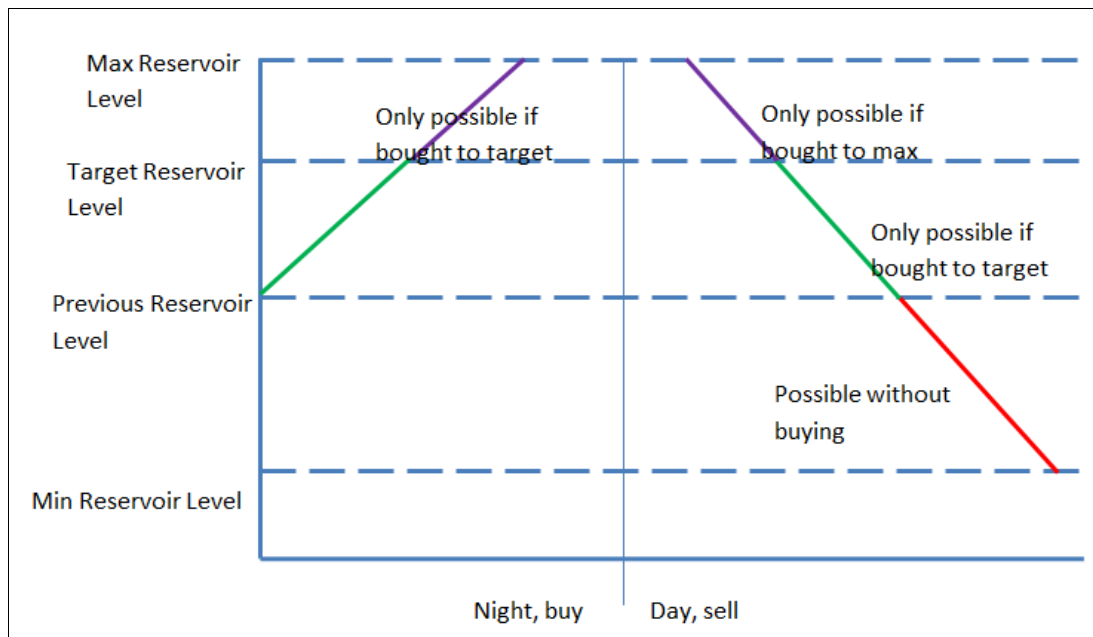 Max Reservoir
Level
Only possible if
bought to target
Only possible if
bought to max
Target Reservoir
Level
Only possible if
bought to target
Previous Reservoir
Level
Possible without
buying
Min Reservoir Level
Night, buy
Day, sell